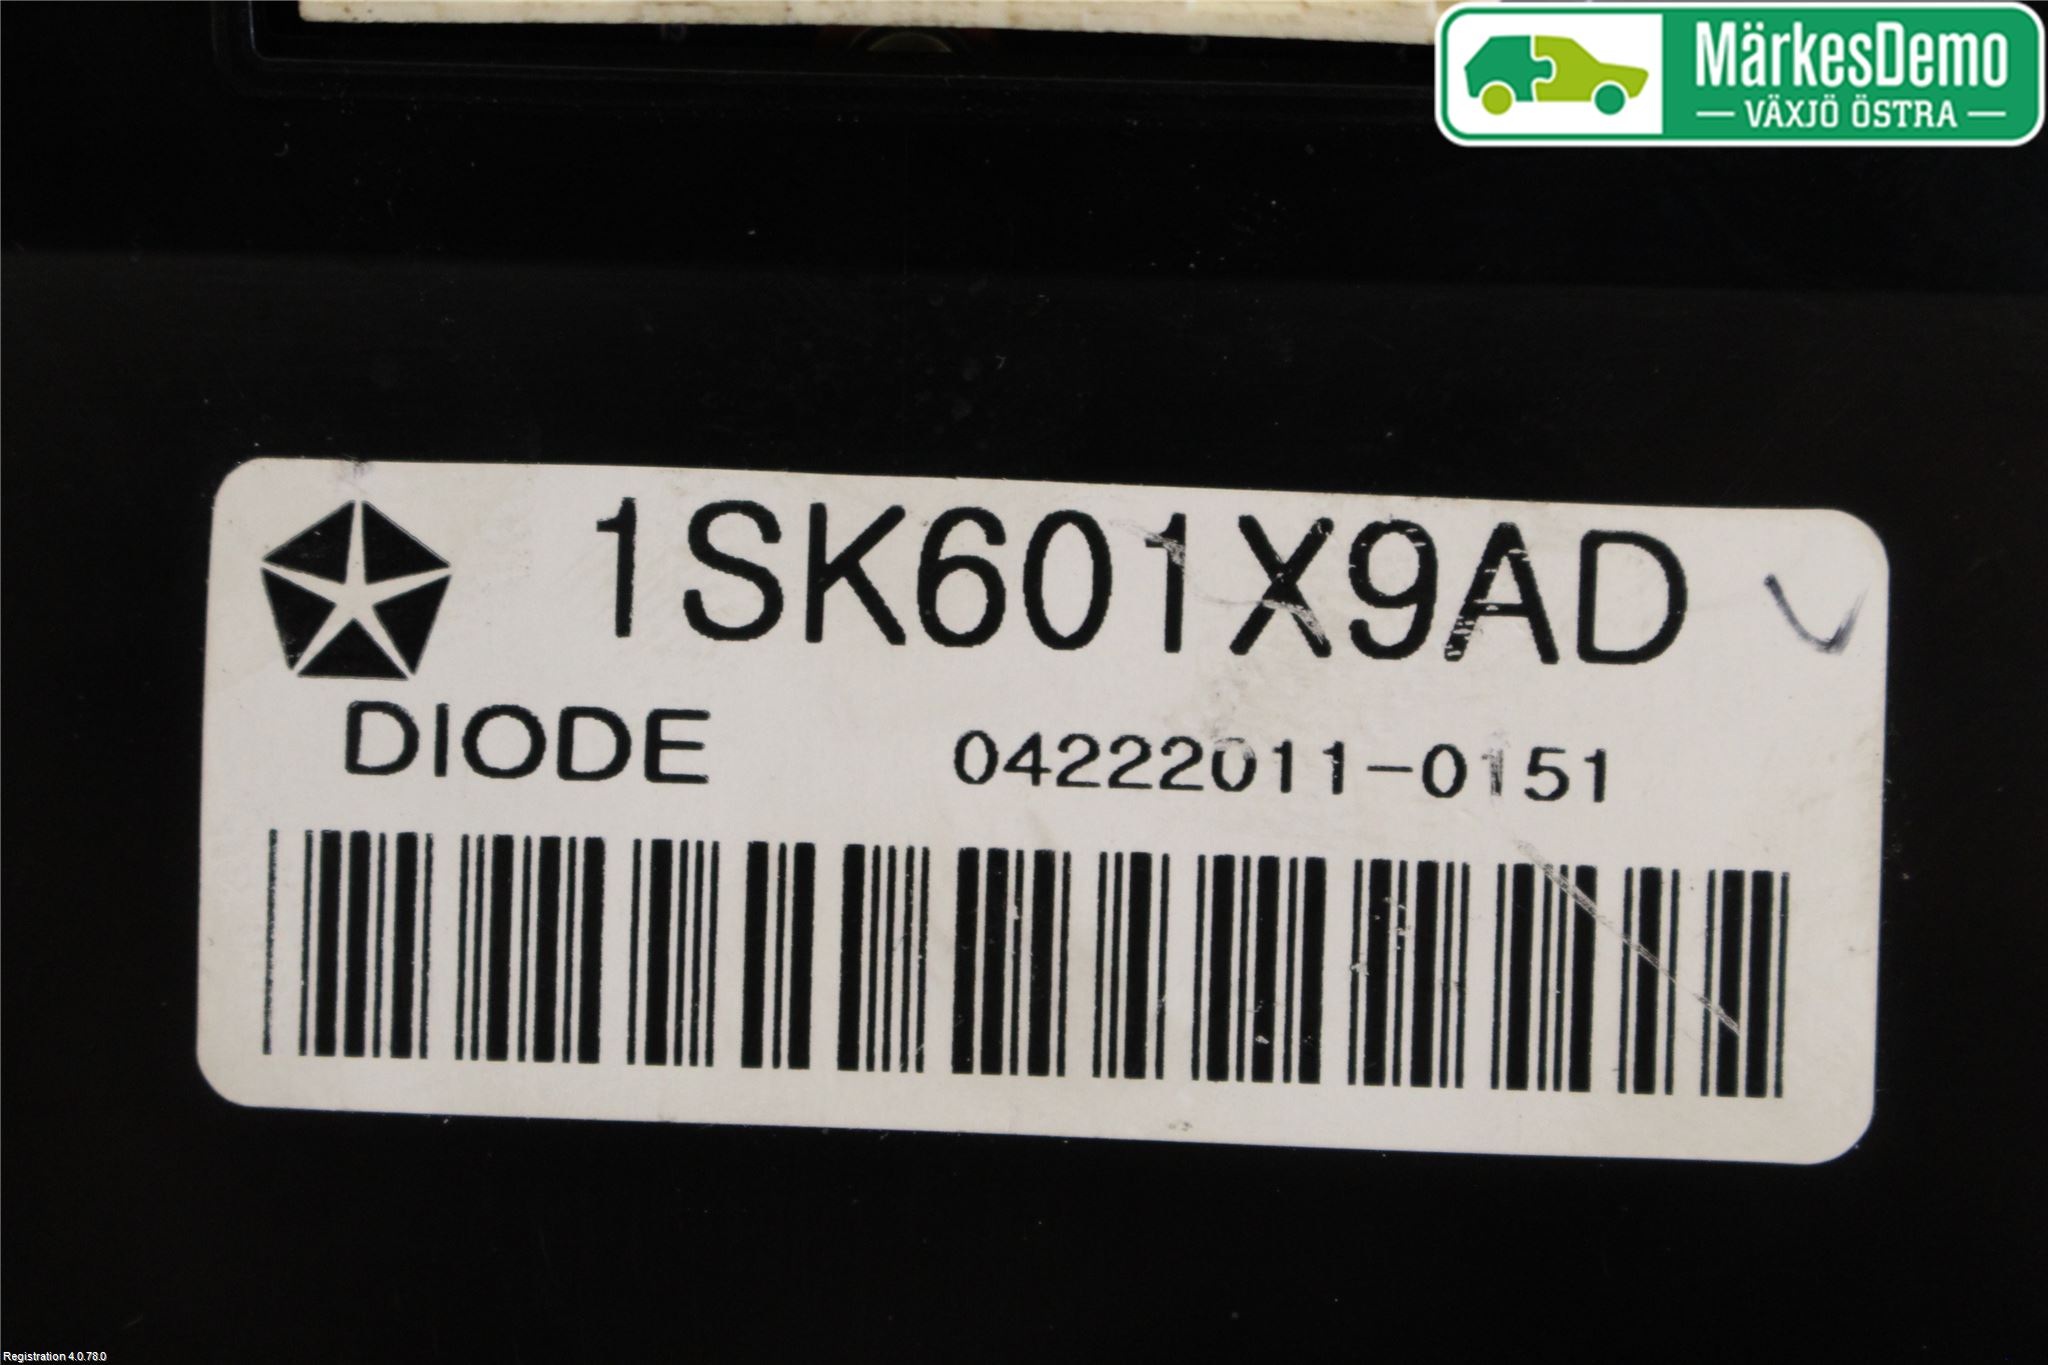 MärkesDemo
VÄXJÖ ÖSTRA
1SK601X9AD
DIODE 04222011-0151
Registration 4.0.78.0